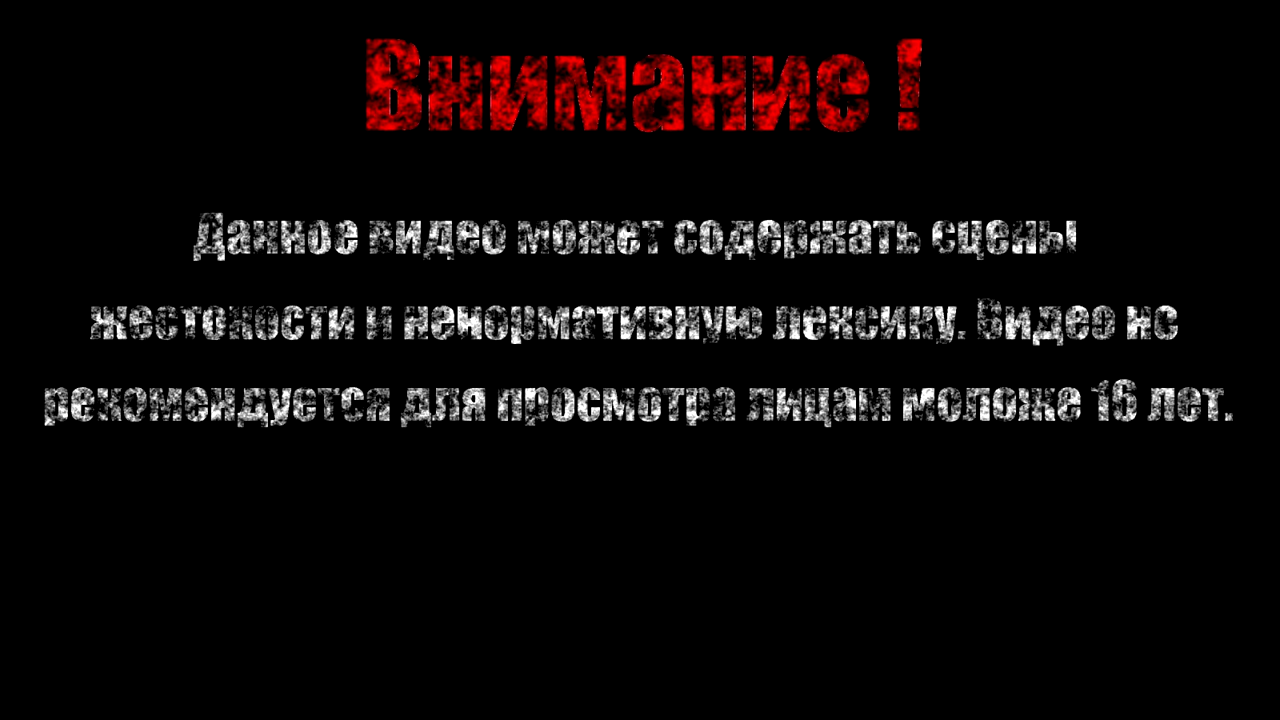 Внимание !
Данное видео может содержать сцены
жестокости и ненормативную лексику. Видео не
рекомендуется для просмотра лицам моложе 16 лет.